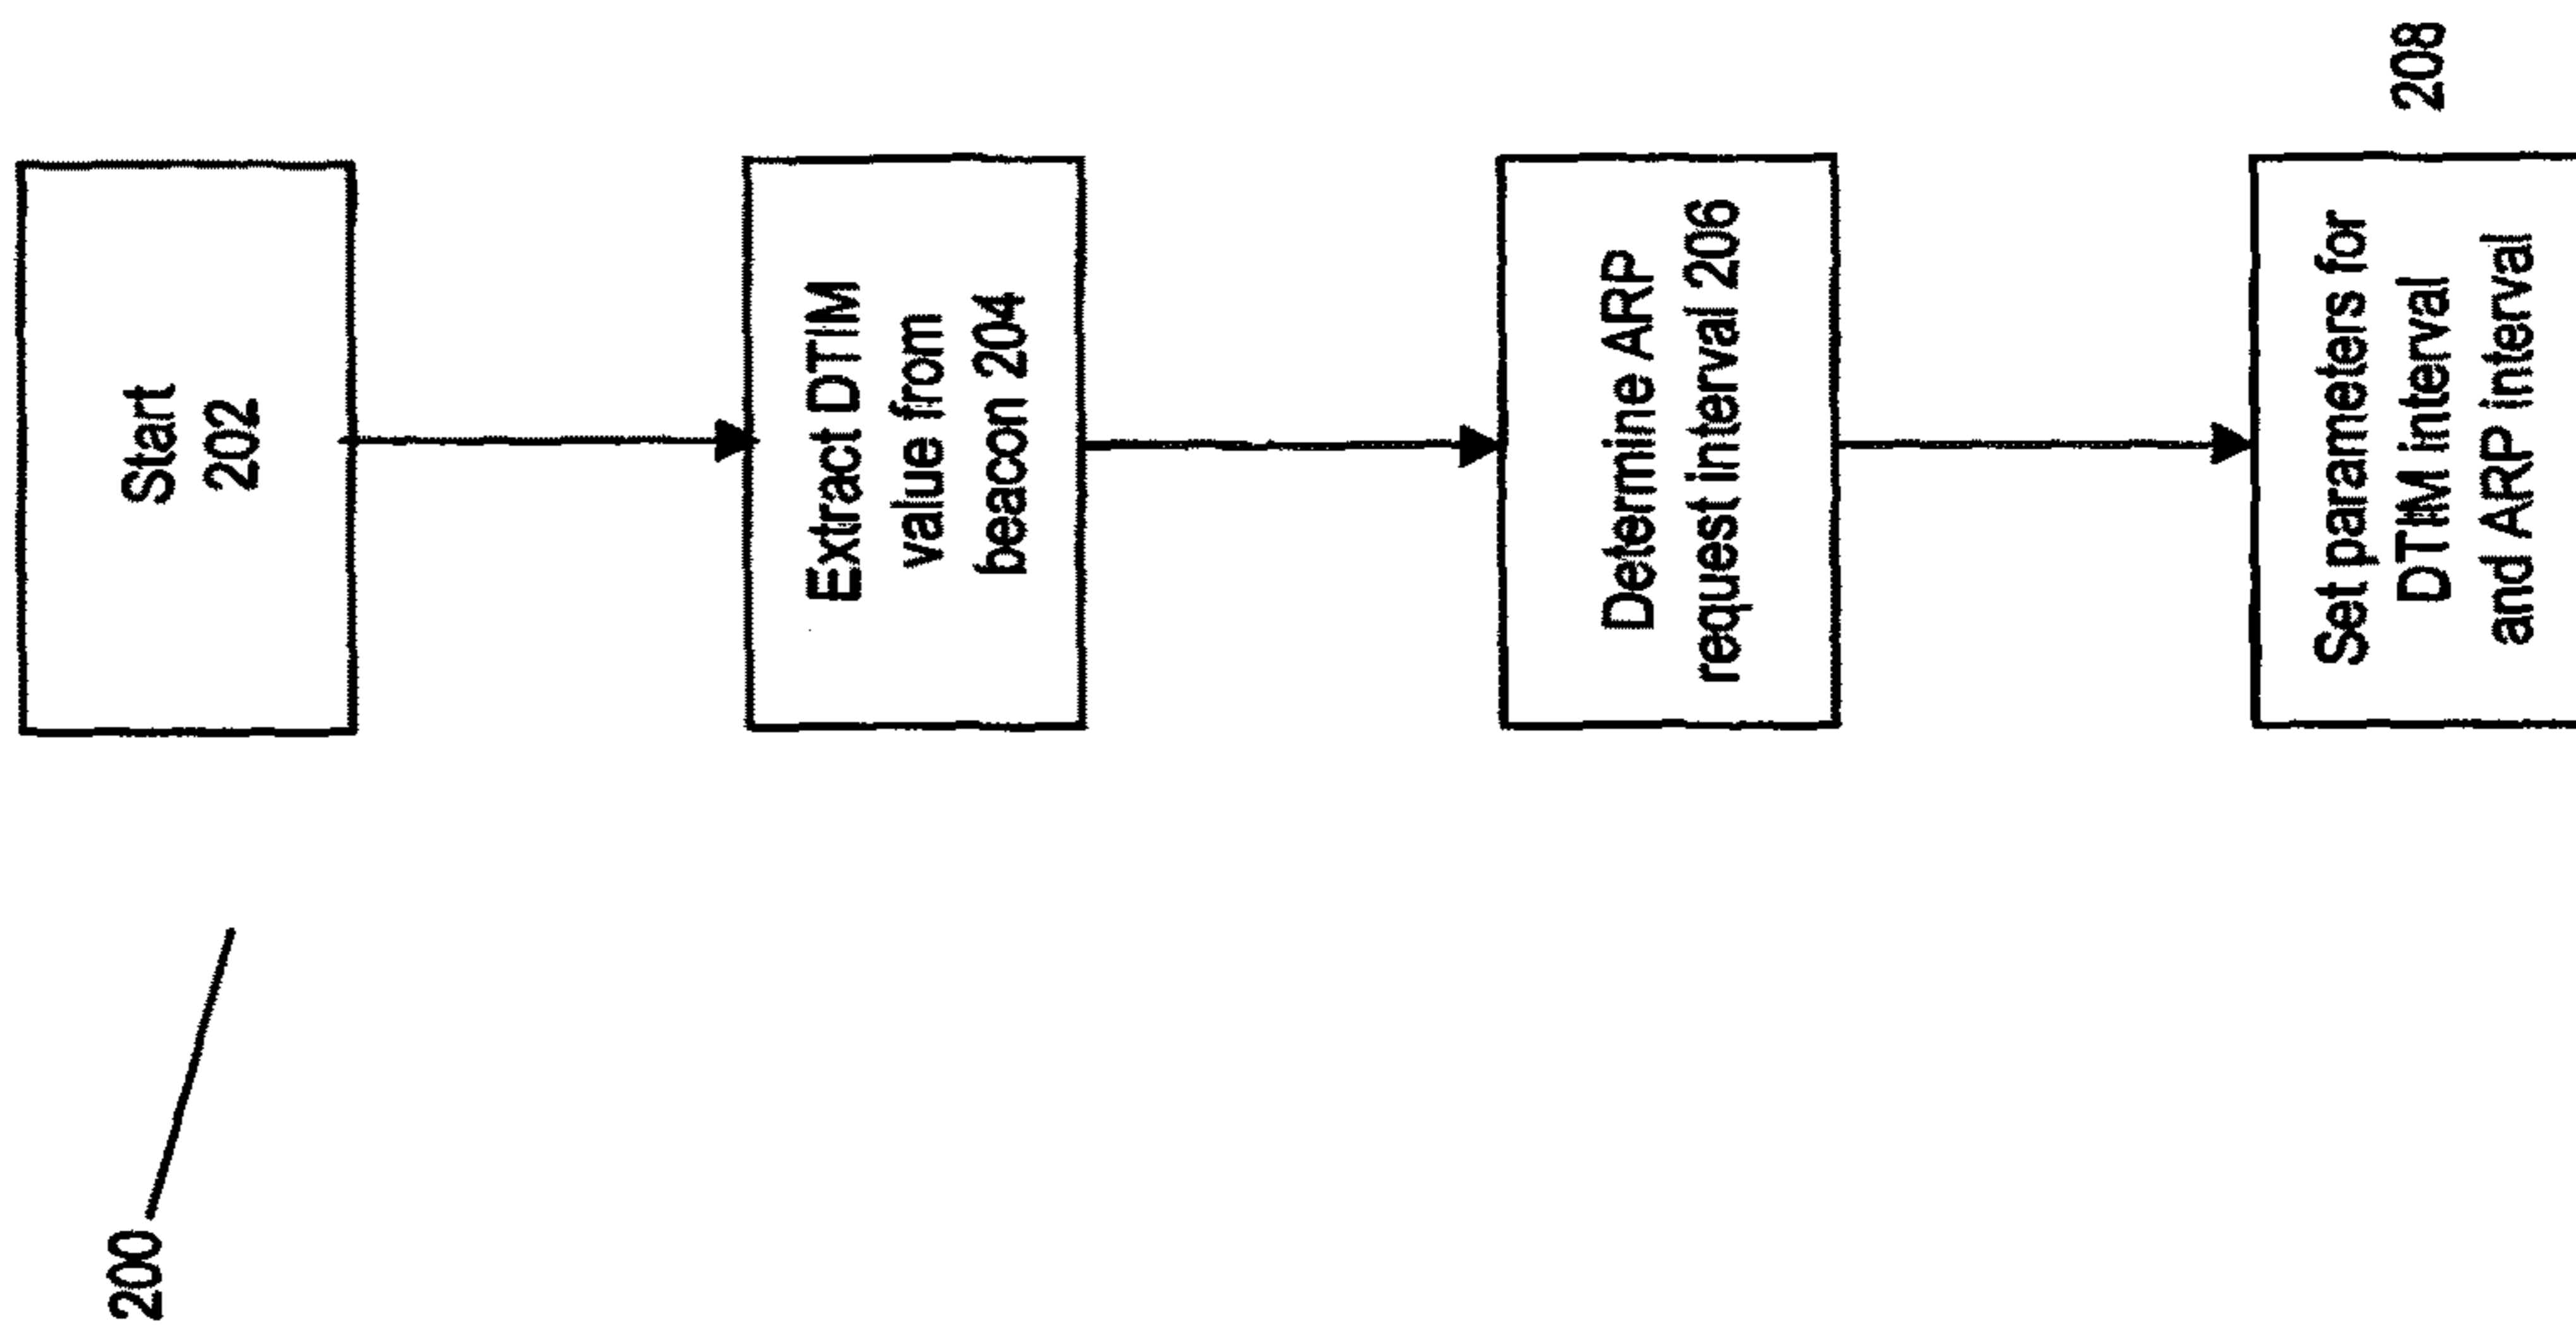 200
Start
202
Extract DTIM
value from
beacon 204
Determine ARP
request interval 206
Set parameters for
DTIM interval
and ARP interval
208